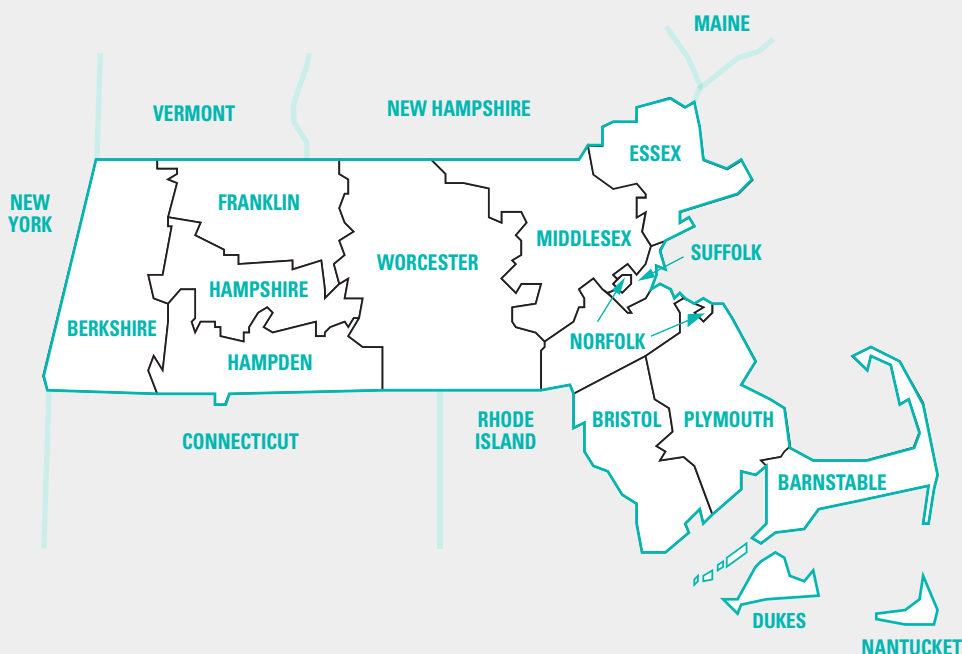 MAINE
VERMONT
NEW HAMPSHIRE
ESSEX
NEW
YORK
FRANKLIN
MIDDLESEX
SUFFOLK
WORCESTER
HAMPSHIRE
BERKSHIRE
NORFOLK
HAMPDEN
CONNECTICUT
RHODE
ISLAND
BRISTOL
PLYMOUTH
BARNSTABLE
DUKES
NANTUCKET